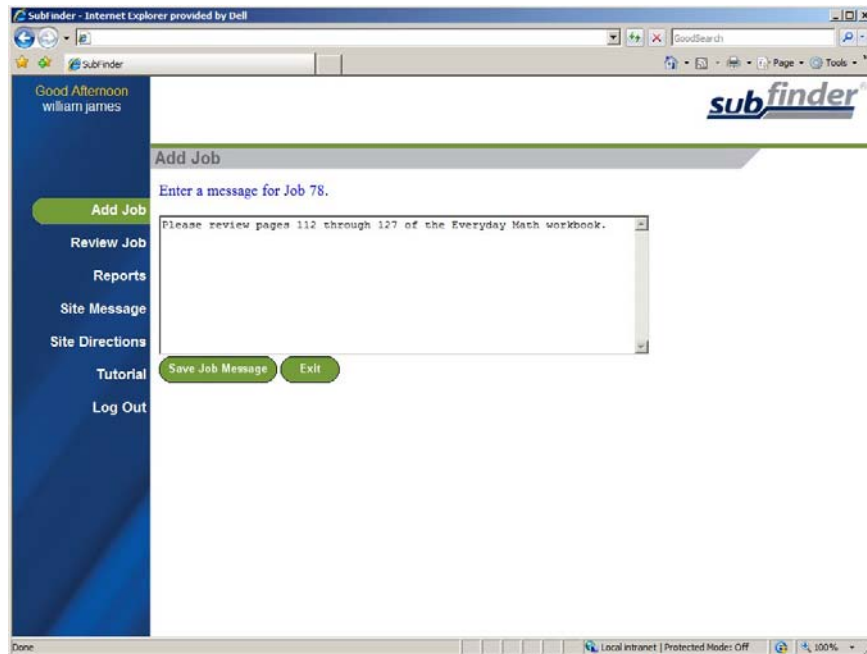 SubFinder - Internet Explorer provided by Dell
GoodSearch
SubFinder
Page
Tools
Good Afternoon
william james
subfinder
Add Job
Enter a message for Job 78.
Please review pages 112 through 127 of the Everyday Math workbook.
Save Job Message
Exit
Add Job
Review Job
Reports
Site Message
Site Directions
Tutorial
Log Out
Done
Local intranet | Protected Mode: Off
100%